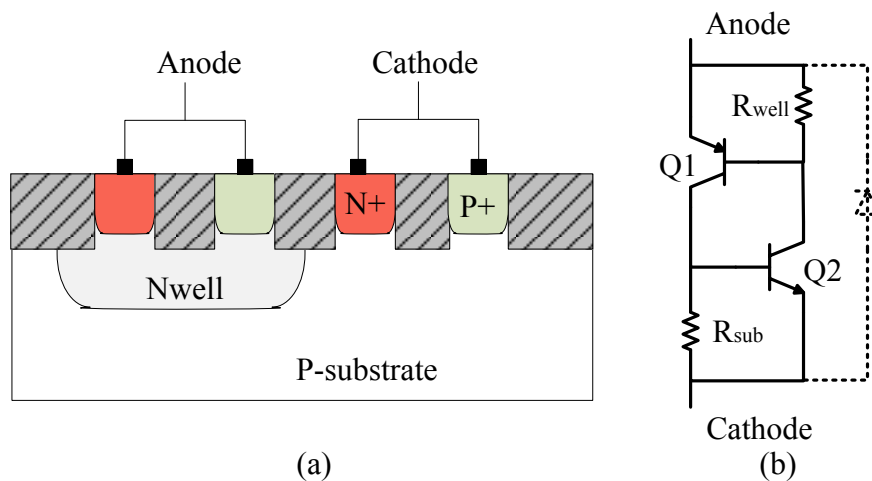 Anode
Cathode
N+
P+
Nwell
P-substrate
(a)
Anode
Rwell
Q1
Q2
Rsub
Cathode
(b)